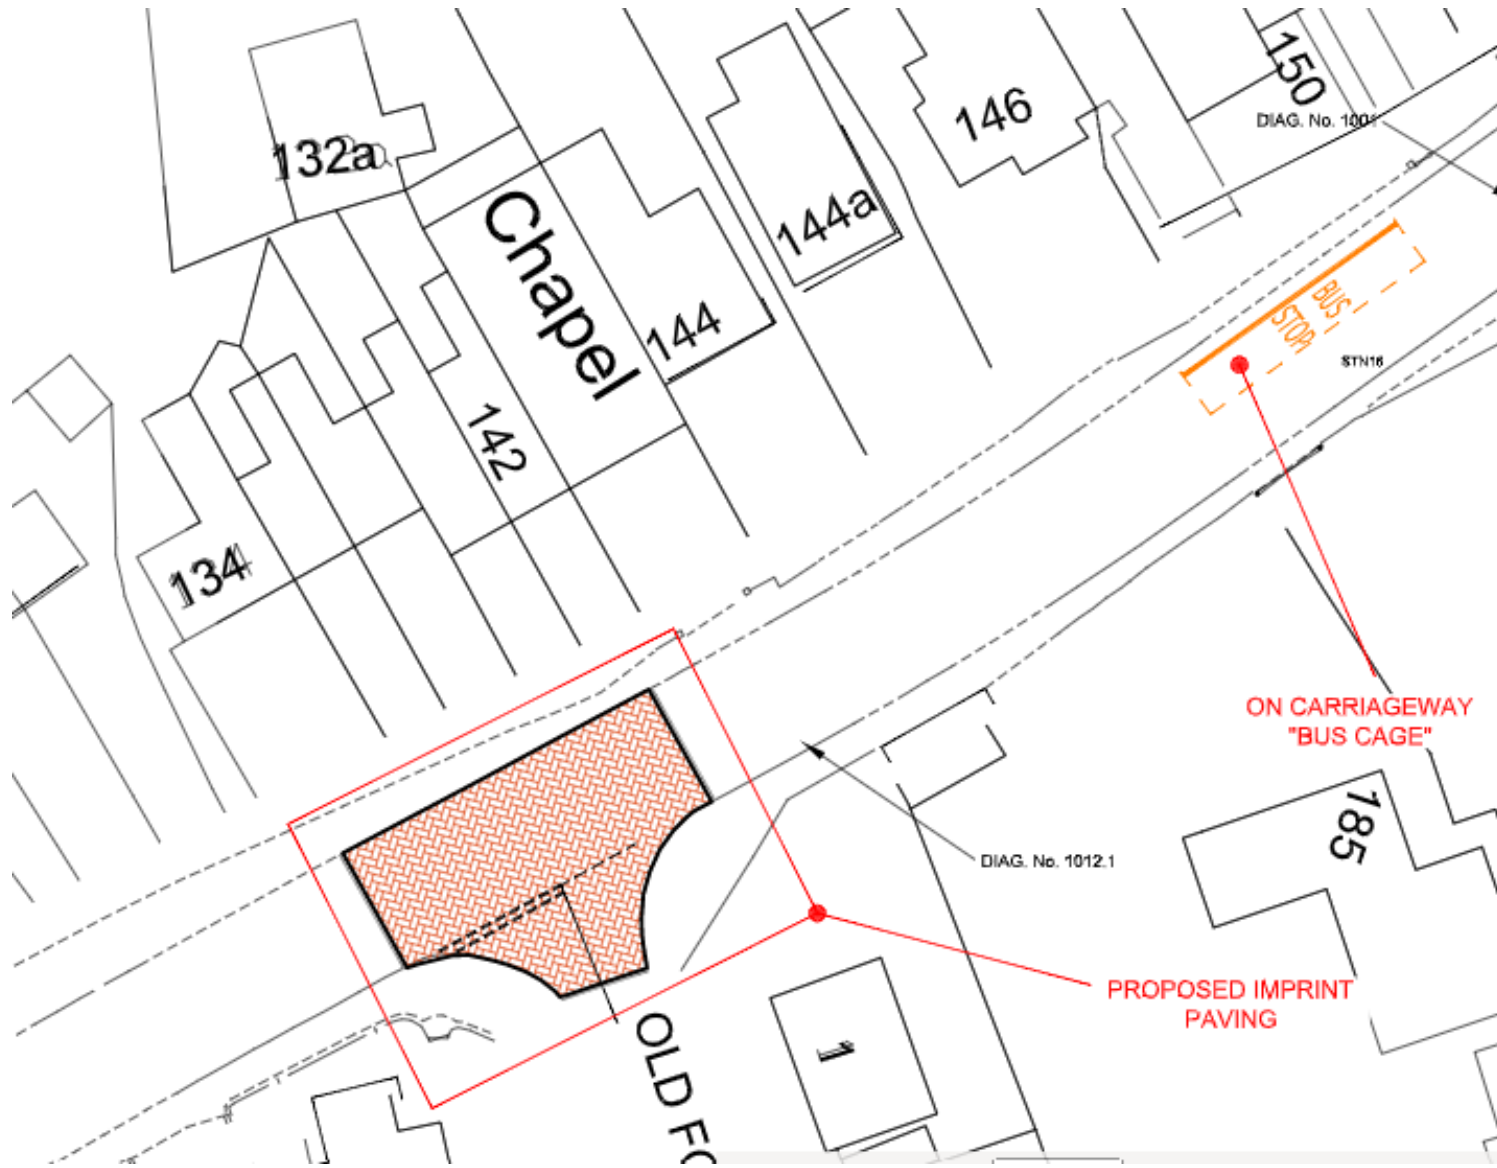 150
DIAG. No. 1001
146
132a
144a
Chapel
144
BUS
STOP
STN16
142
134
ON CARRIAGEWAY
"BUS CAGE"
185
DIAG. No. 1012.1
PROPOSED IMPRINT
PAVING
1
OLD FO